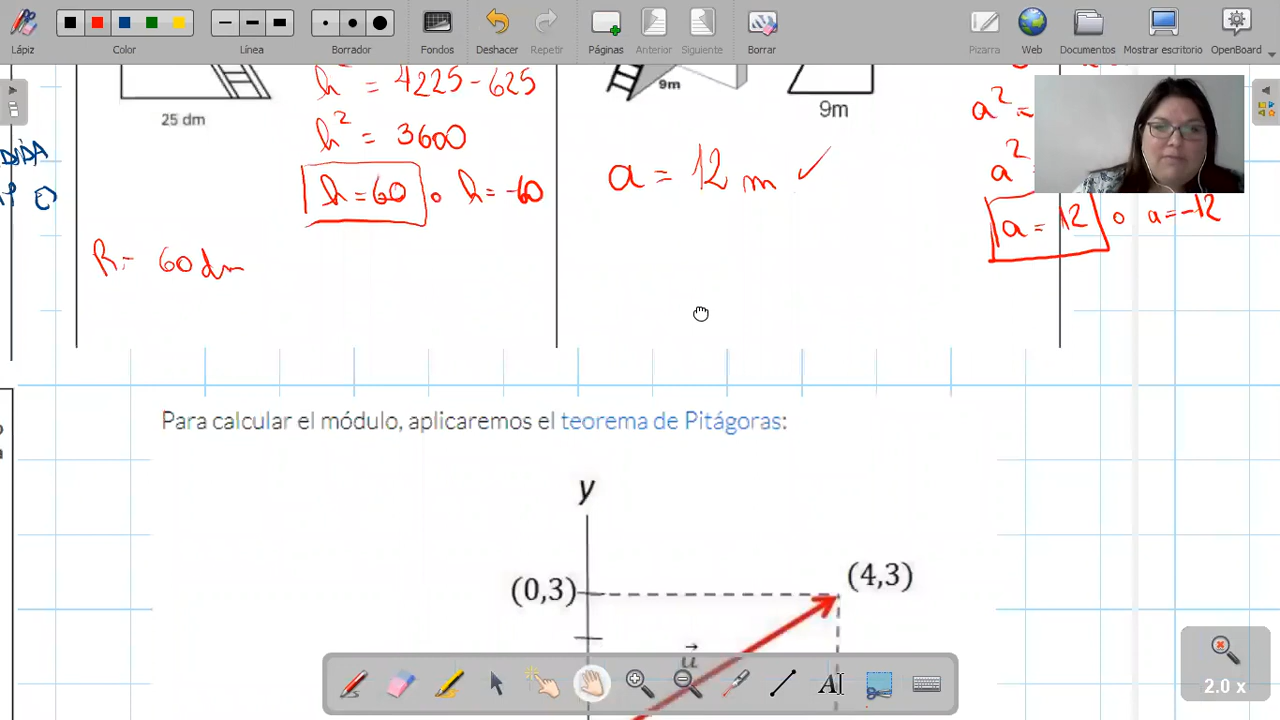 Lápiz
Color
Línea
Borrador
Fondos
Deshacer
Repetir
Páginas
Anterior
Siguiente
Borrar
Pizarra
Web
Documentos
Mostrar escritorio
OpenBoard
25 dm
h² = 4225 - 625
h² = 3600
h = 60 o h = -60
R = 60 dm
9m
9m
a = 12 m ✓
a² =
a²
a = 12 o a = -12
DIDA
Para calcular el módulo, aplicaremos el teorema de Pitágoras:
y
(0,3)
(4,3)
u
2.0 x